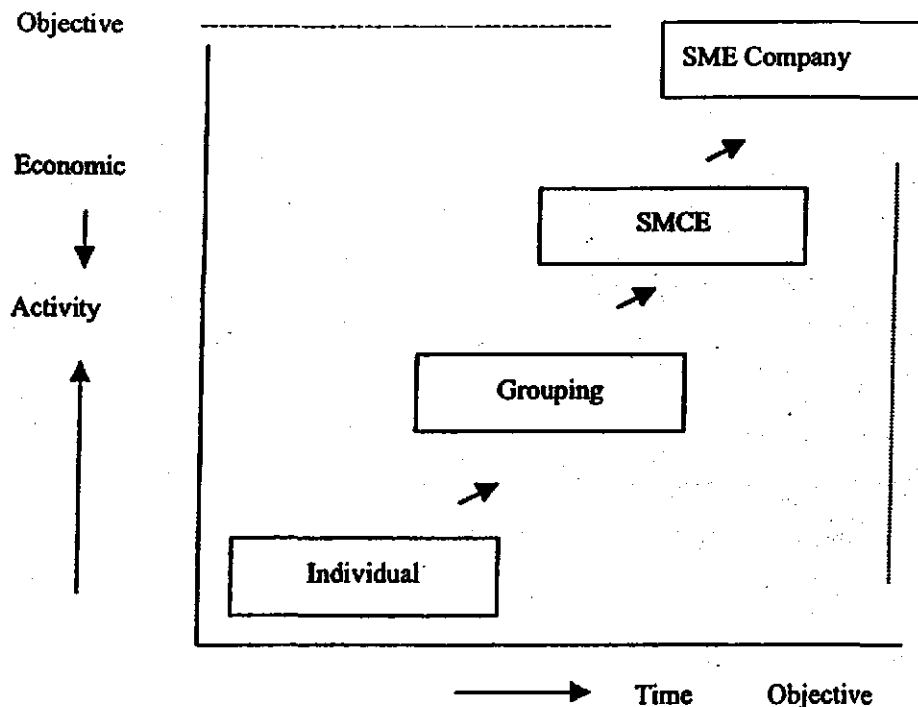 Objective
SME Company
Economic
SMCE
Activity
Grouping
Individual
Time Objective